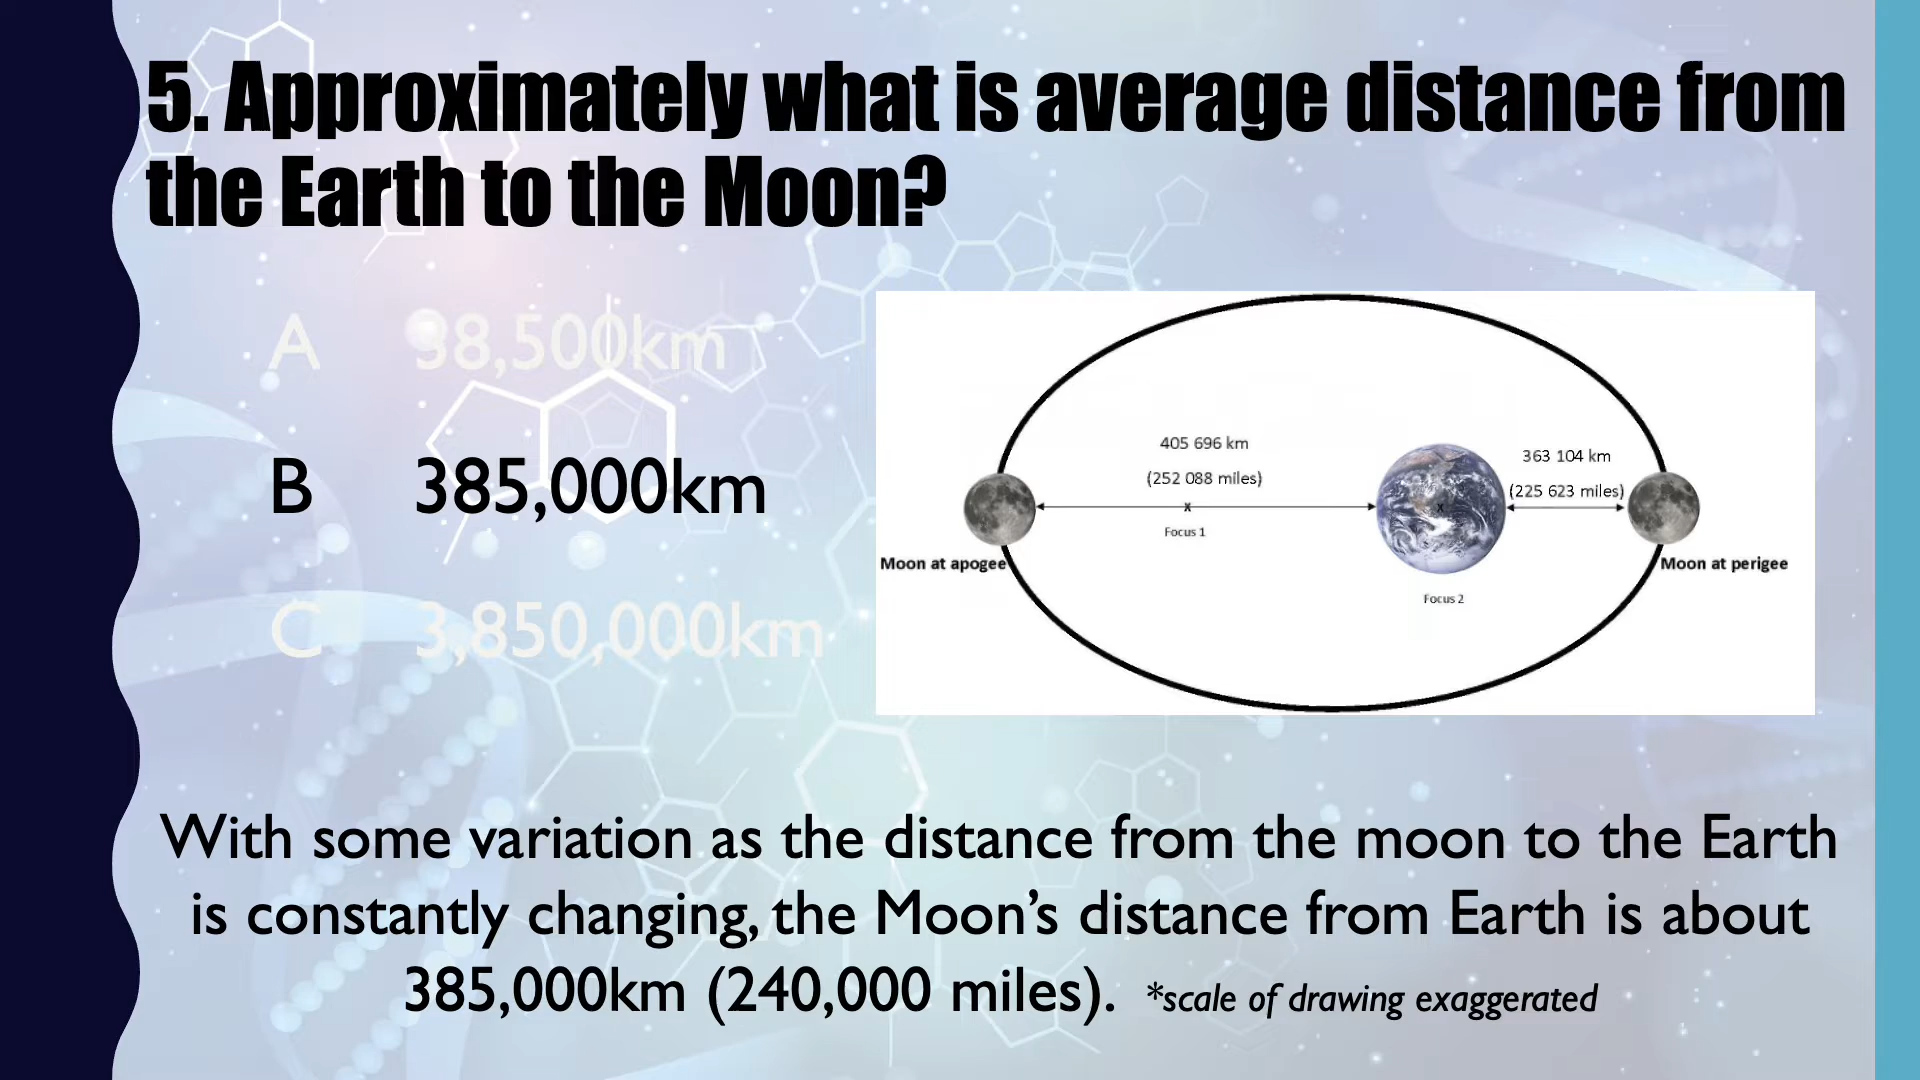 5. Approximately what is average distance from
the Earth to the Moon?
A 38,500km
B 385,000km
C 3,850,000km
405 696 km
(252 088 miles)
x
Focus 1
Moon at apogee
363 104 km
(225 623 miles)
x
Focus 2
Moon at perigee
With some variation as the distance from the moon to the Earth
is constantly changing, the Moon’s distance from Earth is about
385,000km (240,000 miles). *scale of drawing exaggerated